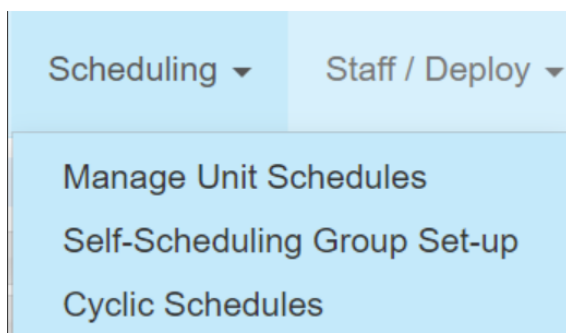 Scheduling Staff / Deploy
Manage Unit Schedules
Self-Scheduling Group Set-up
Cyclic Schedules